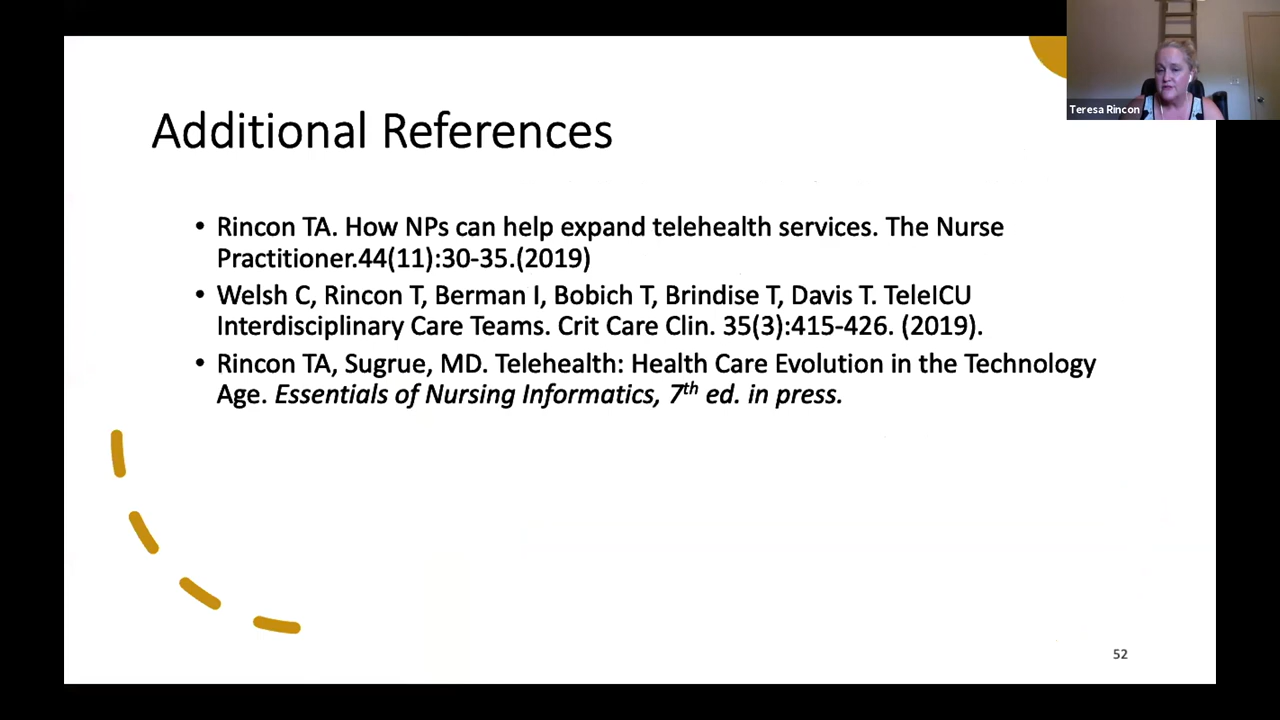 Teresa Rincon
Additional References
• Rincon TA. How NPs can help expand telehealth services. The Nurse
Practitioner.44(11):30-35.(2019)
• Welsh C, Rincon T, Berman I, Bobich T, Brindise T, Davis T. TeleICU
Interdisciplinary Care Teams. Crit Care Clin. 35(3):415-426. (2019).
• Rincon TA, Sugrue, MD. Telehealth: Health Care Evolution in the Technology
Age. Essentials of Nursing Informatics, 7th ed. in press.
52